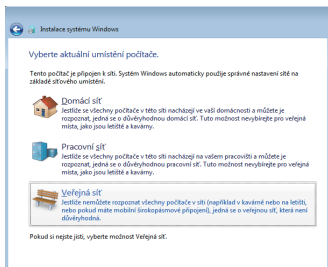 Instalace systému Windows
Vyberte aktuální umístění počítače.
Tento počítač je připojen k síti. Systém Windows automaticky použije správné nastavení sítě na
základě síťového umístění.
Domácí síť
Jestliže se všechny počítače v této síti nacházejí ve vaší domácnosti a můžete je
rozpoznat, jedná se o důvěryhodnou domácí síť. Tuto možnost nevybírejte pro veřejná
místa, jako jsou letiště a kavárny.
Pracovní síť
Jestliže se všechny počítače v této síti nacházejí na vašem pracovišti a můžete je
rozpoznat, jedná se o důvěryhodnou pracovní síť. Tuto možnost nevybírejte pro veřejná
místa, jako jsou letiště a kavárny.
Veřejná síť
Jestliže nemůžete rozpoznat všechny počítače v síti (například v kavárně nebo na letišti,
nebo pokud máte mobilní širokopásmové připojení), jedná se o veřejnou síť, která není
důvěryhodná.
Pokud si nejste jisti, vyberte možnost Veřejná síť.